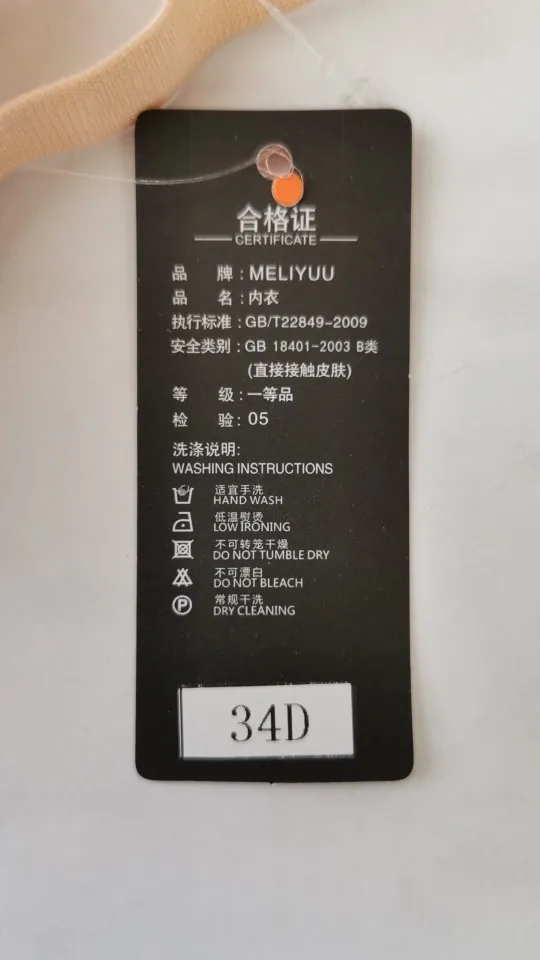 合格证
CERTIFICATE
品 牌：MELIYUU
品 名：内衣
执行标准：GB/T22849-2009
安全类别：GB 18401-2003 B类
(直接接触皮肤)
等 级：一等品
检 验：05
洗涤说明:
WASHING INSTRUCTIONS
适宜手洗
HAND WASH
低温熨烫
LOW IRONING
不可转笼干燥
DO NOT TUMBLE DRY
不可漂白
DO NOT BLEACH
常规干洗
DRY CLEANING
34D